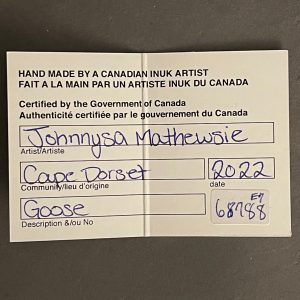 HAND MADE BY A CANADIAN INUK ARTIST
FAIT A LA MAIN PAR UN ARTISTE INUK DU CANADA
Certified by the Government of Canada
Authenticité certifiée par le gouvernement du Canada
Johnnysa Mathewsie
Artist/Artiste
Cape Dorset 2022
Community/lieu d'origine date
Goose E7
68788
Description &/ou No